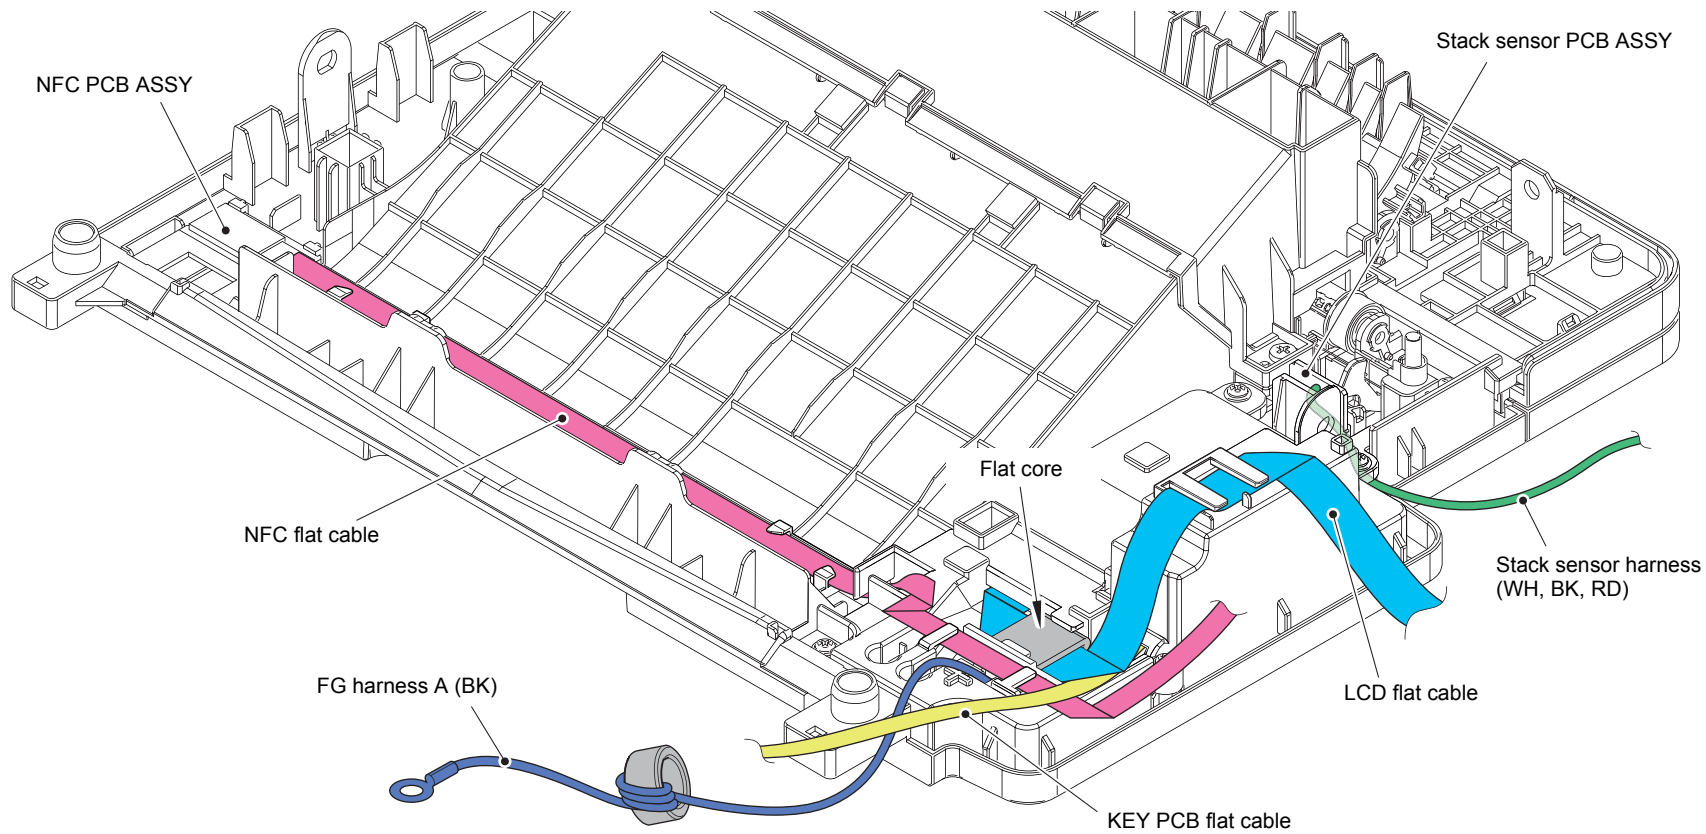 Stack sensor PCB ASSY
NFC PCB ASSY
Flat core
NFC flat cable
Stack sensor harness
(WH, BK, RD)
FG harness A (BK)
LCD flat cable
KEY PCB flat cable